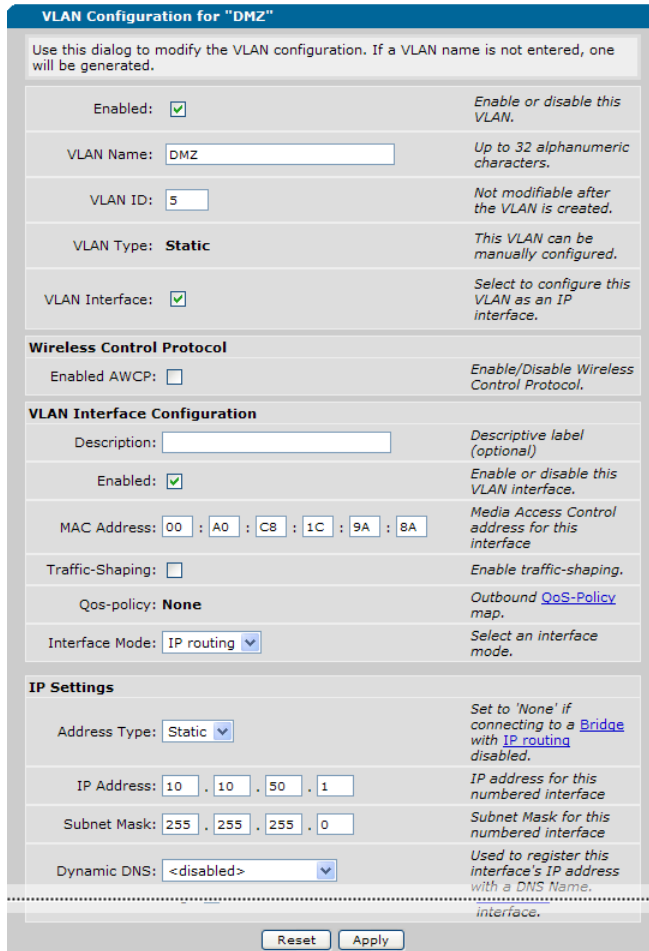 VLAN Configuration for "DMZ"
Use this dialog to modify the VLAN configuration. If a VLAN name is not entered, one
will be generated.
Enabled:
Enable or disable this
VLAN.
VLAN Name: DMZ
Up to 32 alphanumeric
characters.
VLAN ID: 5
Not modifiable after
the VLAN is created.
VLAN Type: Static
This VLAN can be
manually configured.
VLAN Interface:
Select to configure this
VLAN as an IP
interface.
Wireless Control Protocol
Enabled AWCP:
Enable/Disable Wireless
Control Protocol.
VLAN Interface Configuration
Description:
Descriptive label
(optional)
Enabled:
Enable or disable this
VLAN interface.
MAC Address: 00 : A0 : C8 : 1C : 9A : 8A
Media Access Control
address for this
interface
Traffic-Shaping:
Enable traffic-shaping.
Qos-policy: None
Outbound QoS-Policy
map.
Interface Mode: IP routing
Select an interface
mode.
IP Settings
Address Type: Static
Set to 'None' if
connecting to a Bridge
with IP routing
disabled.
IP Address: 10 . 10 . 50 . 1
IP address for this
numbered interface
Subnet Mask: 255 . 255 . 255 . 0
Subnet Mask for this
numbered interface
Dynamic DNS: <disabled>
Used to register this
interface's IP address
with a DNS Name.
interface.
Reset Apply